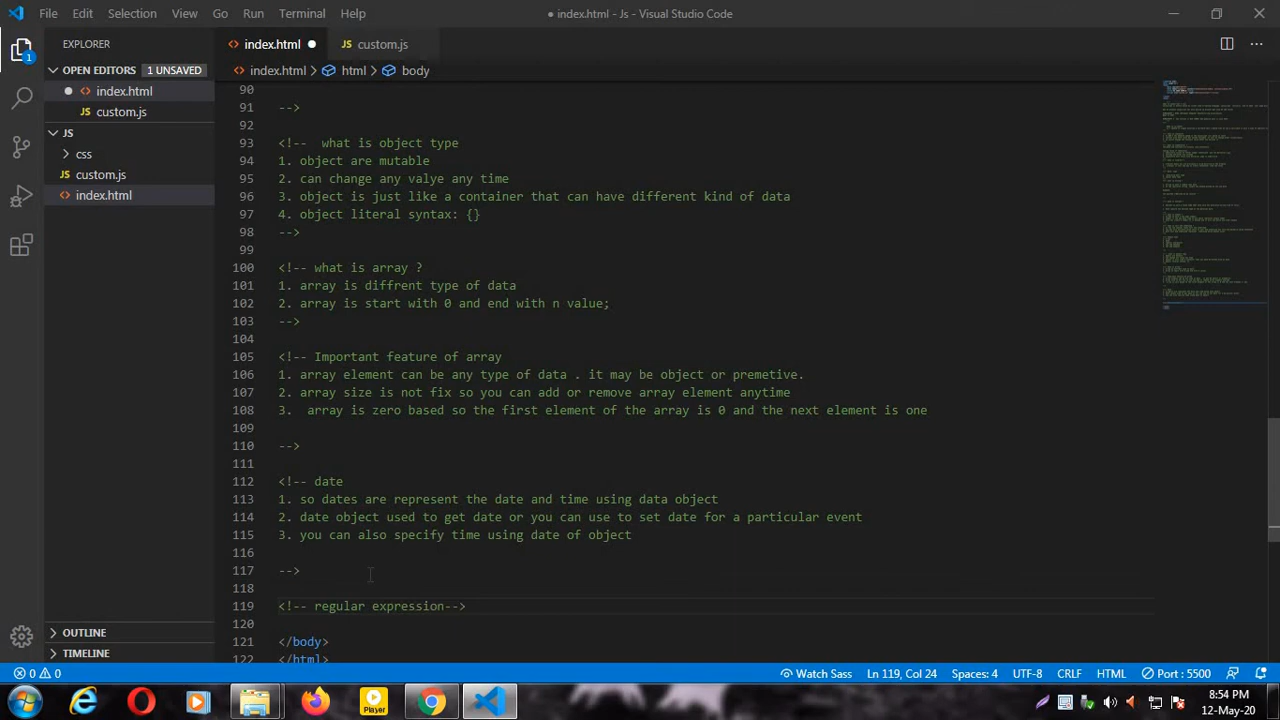 File Edit Selection View Go Run Terminal Help
● index.html - Js - Visual Studio Code
EXPLORER
index.html ●
custom.js
OPEN EDITORS 1 UNSAVED
index.html > html > body
● index.html
custom.js
JS
css
custom.js
index.html
1
90
91 -->
92
93 <!-- what is object type
94 1. object are mutable
95 2. can change any valye any time
96 3. object is just like container that can have different kind of data
97 4. object literal syntax: {}
98 -->
99
100 <!-- what is array ?
101 1. array is diffrent type of data
102 2. array is start with 0 and end with n value;
103 -->
104
105 <!-- Important feature of array
106 1. array element can be any type of data . it may be object or premetive.
107 2. array size is not fix so you can add or remove array element anytime
108 3. array is zero based so the first element of the array is 0 and the next element is one
109
110 -->
111
112 <!-- date
113 1. so dates are represent the date and time using data object
114 2. date object used to get date or you can use to set date for a particular event
115 3. you can also specify time using date of object
116
117 -->
118
119 <!-- regular expression-->
120
121 </body>
122 </html>
OUTLINE
TIMELINE
0 0
Watch Sass Ln 119, Col 24 Spaces: 4 UTF-8 CRLF HTML Port : 5500
Player
8:54 PM
12-May-20